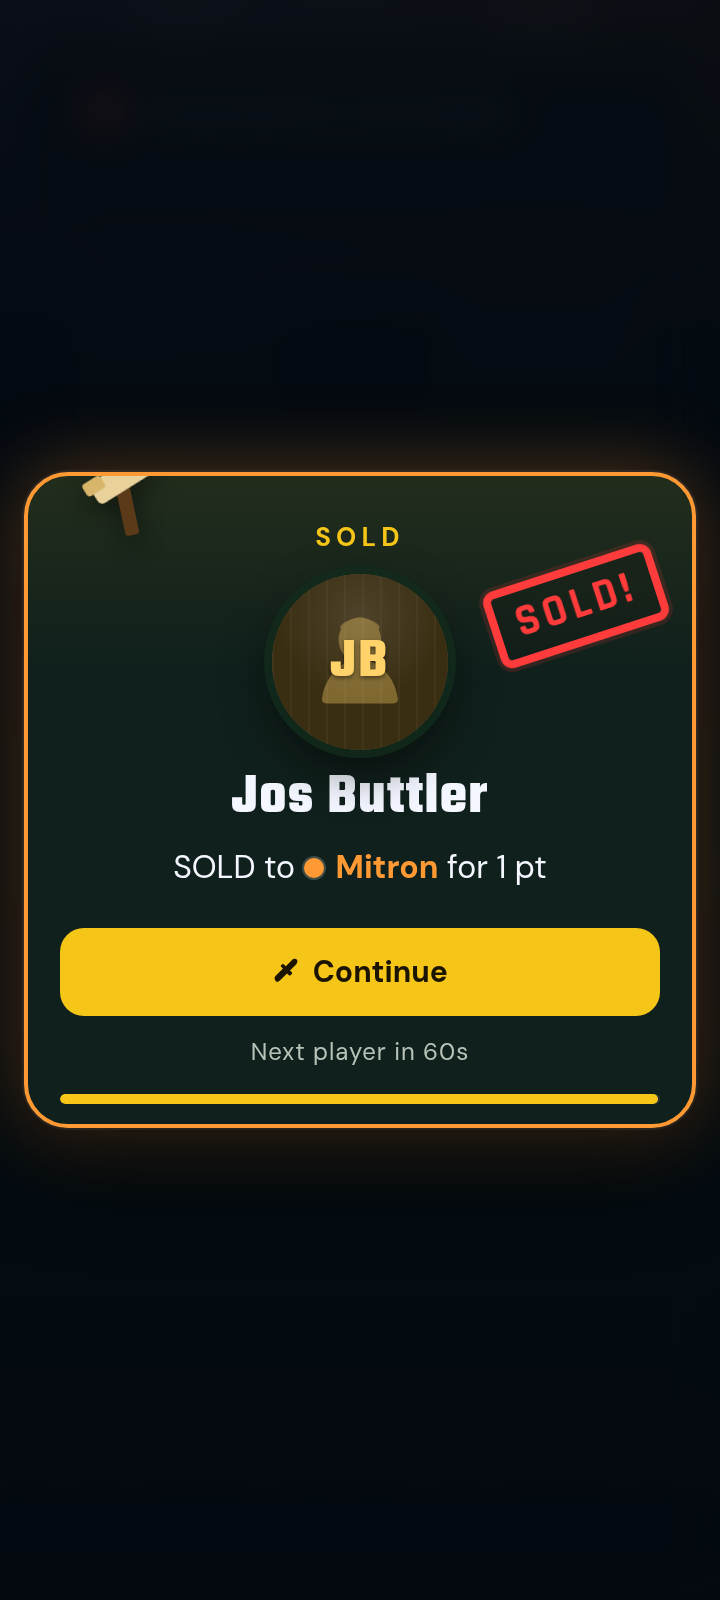 SOLD
SOLD!
JB
Jos Buttler
SOLD to Mitron for 1 pt
Continue
Next player in 60s